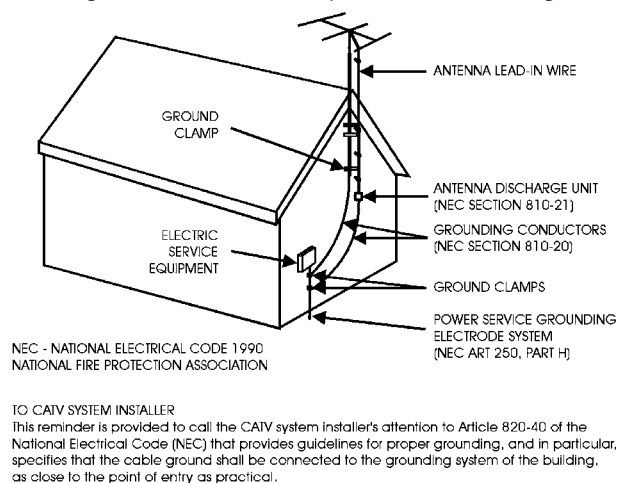 ANTENNA LEAD-IN WIRE
GROUND
CLAMP
ANTENNA DISCHARGE UNIT
(NEC SECTION 810-21)
GROUNDING CONDUCTORS
(NEC SECTION 810-20)
ELECTRIC
SERVICE
EQUIPMENT
GROUND CLAMPS
POWER SERVICE GROUNDING
ELECTRODE SYSTEM
(NEC ART 250, PART H)
NEC - NATIONAL ELECTRICAL CODE 1990
NATIONAL FIRE PROTECTION ASSOCIATION
TO CATV SYSTEM INSTALLER
This reminder is provided to call the CATV system installer's attention to Article 820-40 of the
National Electrical Code (NEC) that provides guidelines for proper grounding, and in particular,
specifies that the cable ground shall be connected to the grounding system of the building,
as close to the point of entry as practical.